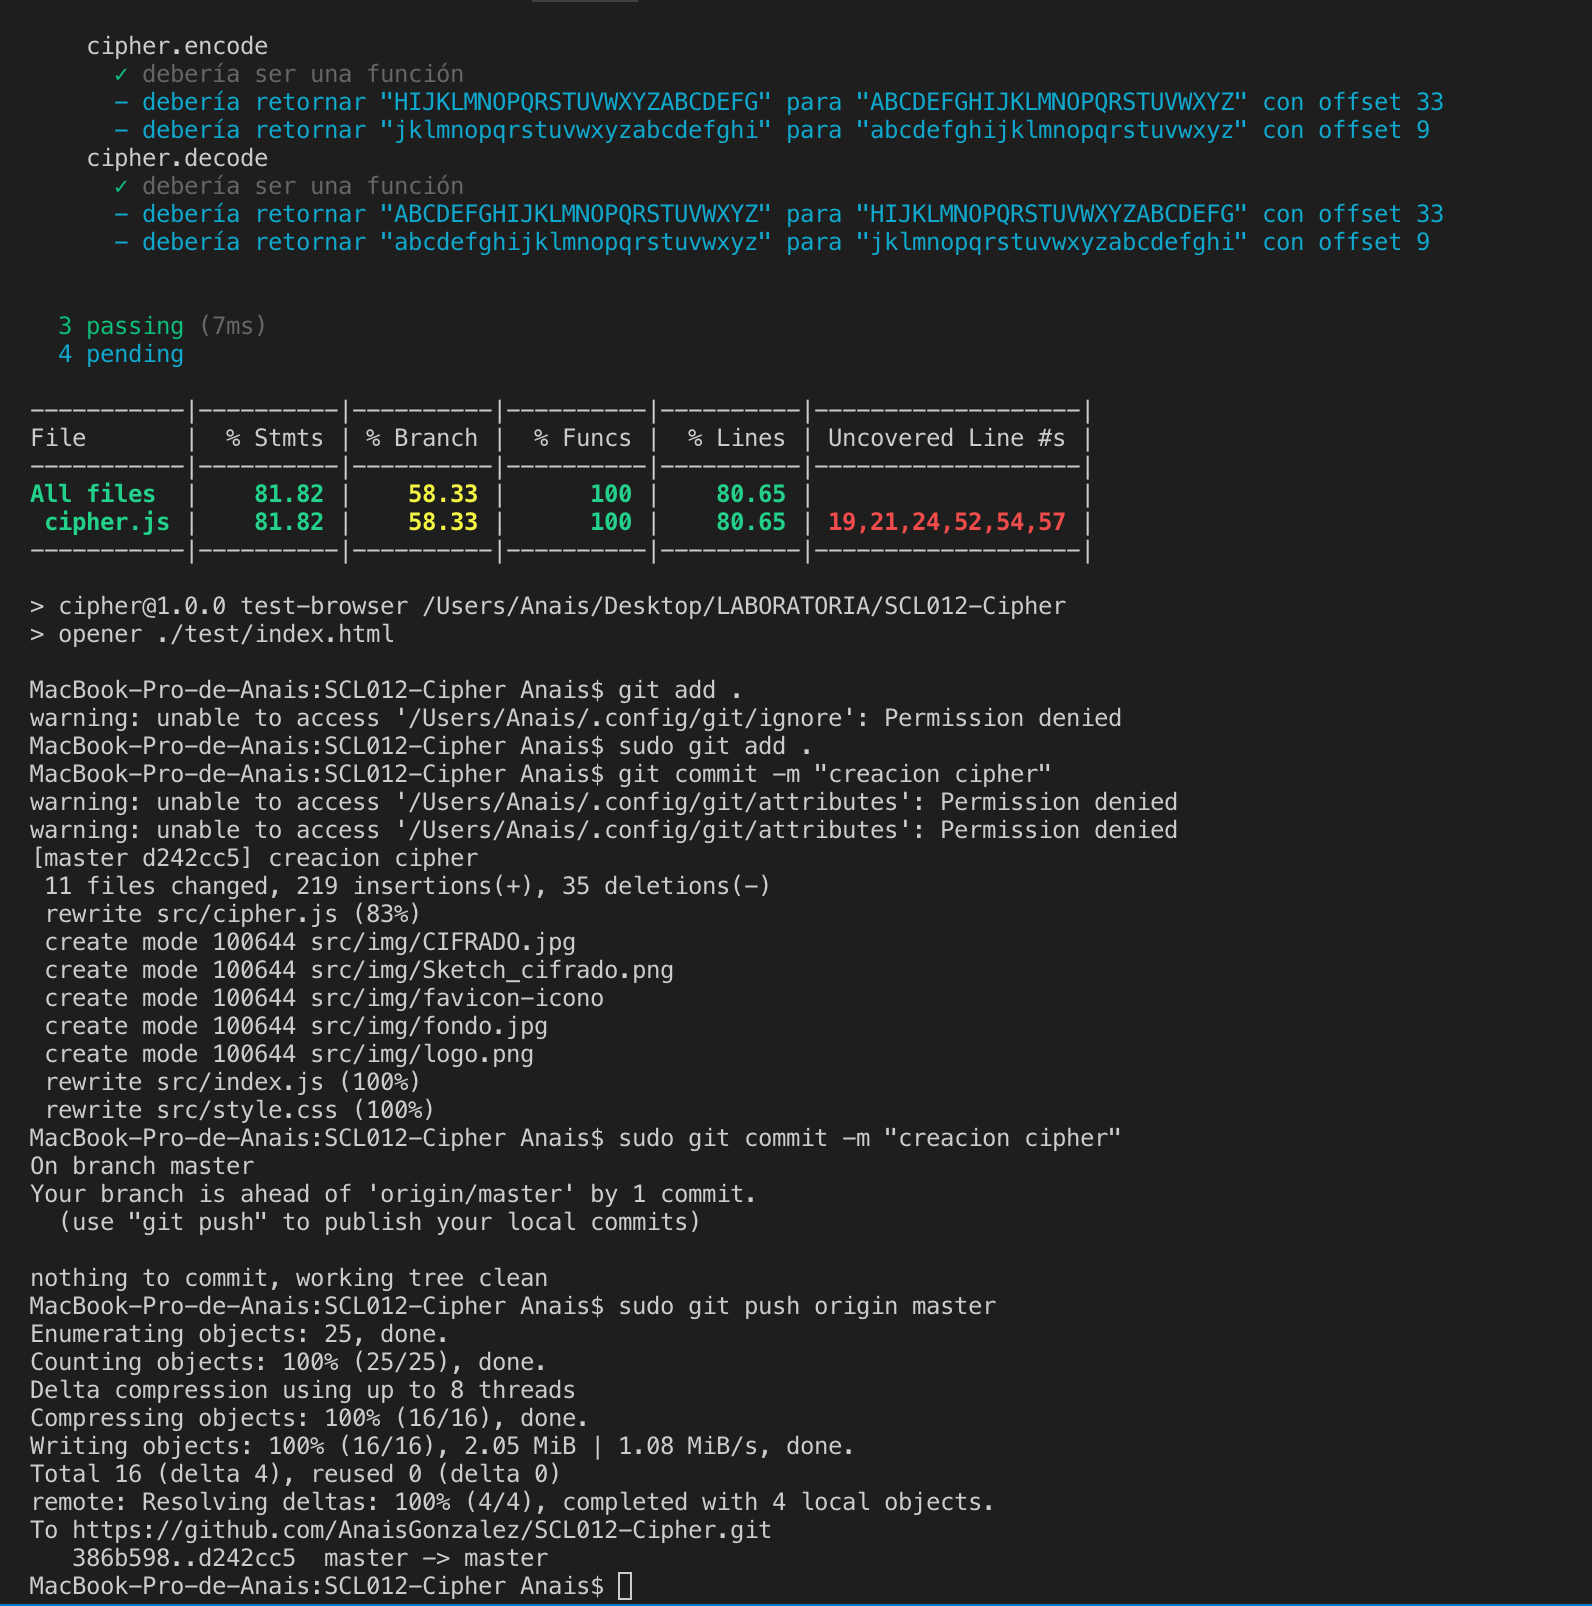 cipher.encode
✓ debería ser una función
- debería retornar "HIJKLMNOPQRSTUVWXYZABCDEFG" para "ABCDEFGHIJKLMNOPQRSTUVWXYZ" con offset 33
- debería retornar "jklmnopqrstuvwxyzabcdefghi" para "abcdefghijklmnopqrstuvwxyz" con offset 9
cipher.decode
✓ debería ser una función
- debería retornar "ABCDEFGHIJKLMNOPQRSTUVWXYZ" para "HIJKLMNOPQRSTUVWXYZABCDEFG" con offset 33
- debería retornar "abcdefghijklmnopqrstuvwxyz" para "jklmnopqrstuvwxyzabcdefghi" con offset 9
3 passing (7ms)
4 pending
-----------|----------|----------|----------|----------|-------------------|
File       |  % Stmts | % Branch |  % Funcs |  % Lines | Uncovered Line #s |
-----------|----------|----------|----------|----------|-------------------|
All files  |    81.82 |    58.33 |      100 |    80.65 |                   |
 cipher.js |    81.82 |    58.33 |      100 |    80.65 | 19,21,24,52,54,57 |
-----------|----------|----------|----------|----------|-------------------|
> cipher@1.0.0 test-browser /Users/Anais/Desktop/LABORATORIA/SCL012-Cipher
> opener ./test/index.html
MacBook-Pro-de-Anais:SCL012-Cipher Anais$ git add .
warning: unable to access '/Users/Anais/.config/git/ignore': Permission denied
MacBook-Pro-de-Anais:SCL012-Cipher Anais$ sudo git add .
MacBook-Pro-de-Anais:SCL012-Cipher Anais$ git commit -m "creacion cipher"
warning: unable to access '/Users/Anais/.config/git/attributes': Permission denied
warning: unable to access '/Users/Anais/.config/git/attributes': Permission denied
[master d242cc5] creacion cipher
 11 files changed, 219 insertions(+), 35 deletions(-)
 rewrite src/cipher.js (83%)
 create mode 100644 src/img/CIFRADO.jpg
 create mode 100644 src/img/Sketch_cifrado.png
 create mode 100644 src/img/favicon-icono
 create mode 100644 src/img/fondo.jpg
 create mode 100644 src/img/logo.png
 rewrite src/index.js (100%)
 rewrite src/style.css (100%)
MacBook-Pro-de-Anais:SCL012-Cipher Anais$ sudo git commit -m "creacion cipher"
On branch master
Your branch is ahead of 'origin/master' by 1 commit.
  (use "git push" to publish your local commits)
nothing to commit, working tree clean
MacBook-Pro-de-Anais:SCL012-Cipher Anais$ sudo git push origin master
Enumerating objects: 25, done.
Counting objects: 100% (25/25), done.
Delta compression using up to 8 threads
Compressing objects: 100% (16/16), done.
Writing objects: 100% (16/16), 2.05 MiB | 1.08 MiB/s, done.
Total 16 (delta 4), reused 0 (delta 0)
remote: Resolving deltas: 100% (4/4), completed with 4 local objects.
To https://github.com/AnaisGonzalez/SCL012-Cipher.git
   386b598..d242cc5  master -> master
MacBook-Pro-de-Anais:SCL012-Cipher Anais$